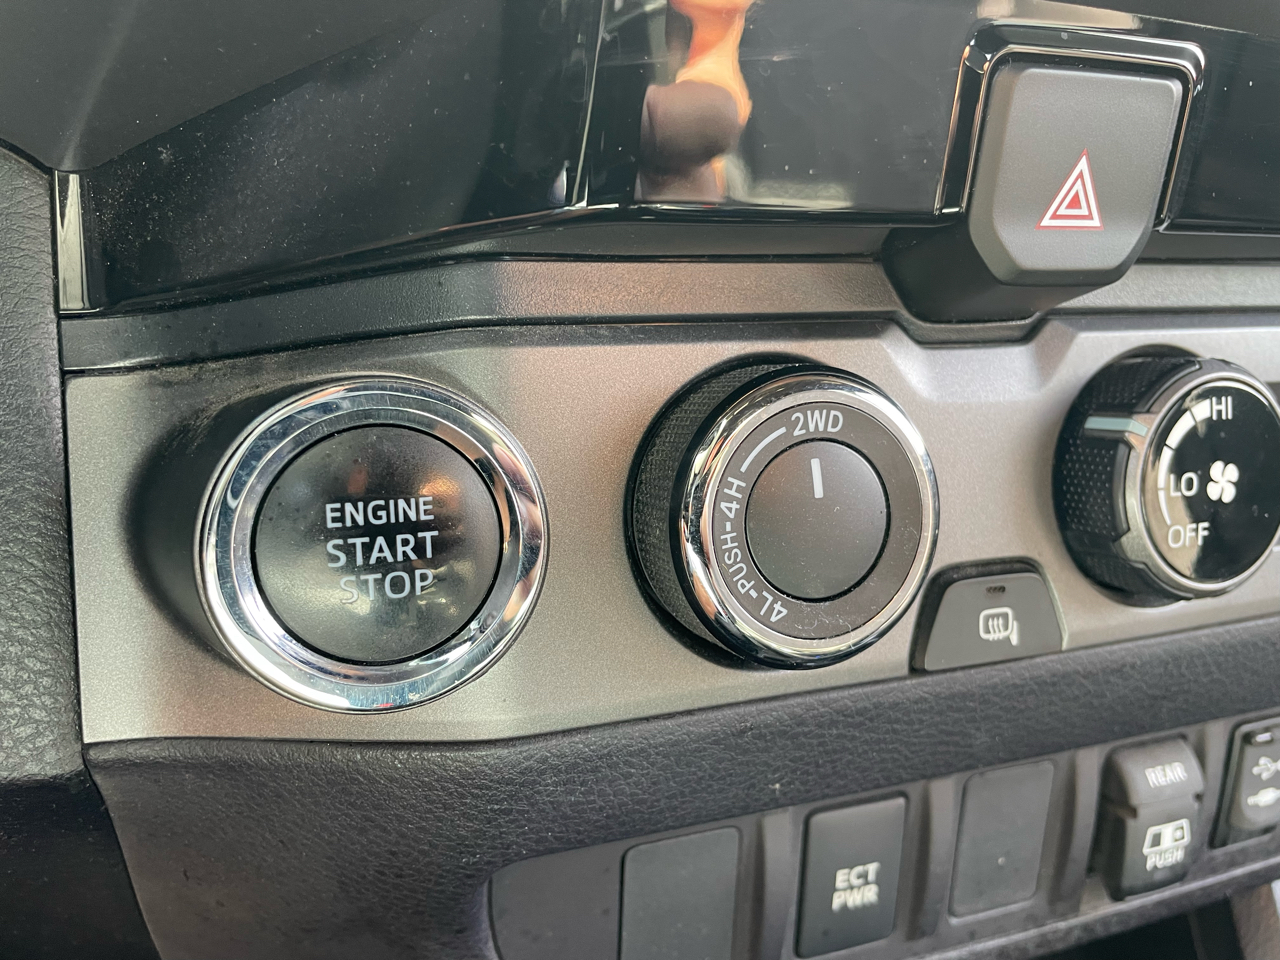 ENGINE
START
STOP
2WD
4L-PUSH-4H
HI
LO
OFF
ECT
PWR
REAR
PUSH